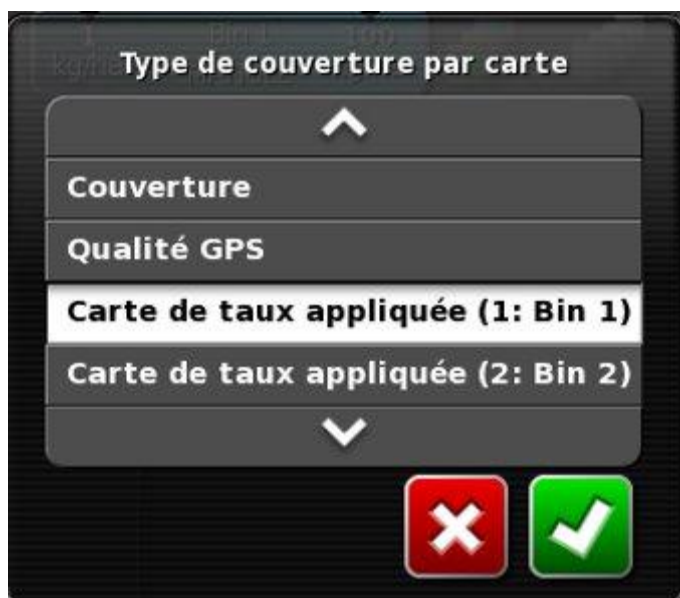 Type de couverture par carte
Couverture
Qualité GPS
Carte de taux appliquée (1: Bin 1)
Carte de taux appliquée (2: Bin 2)